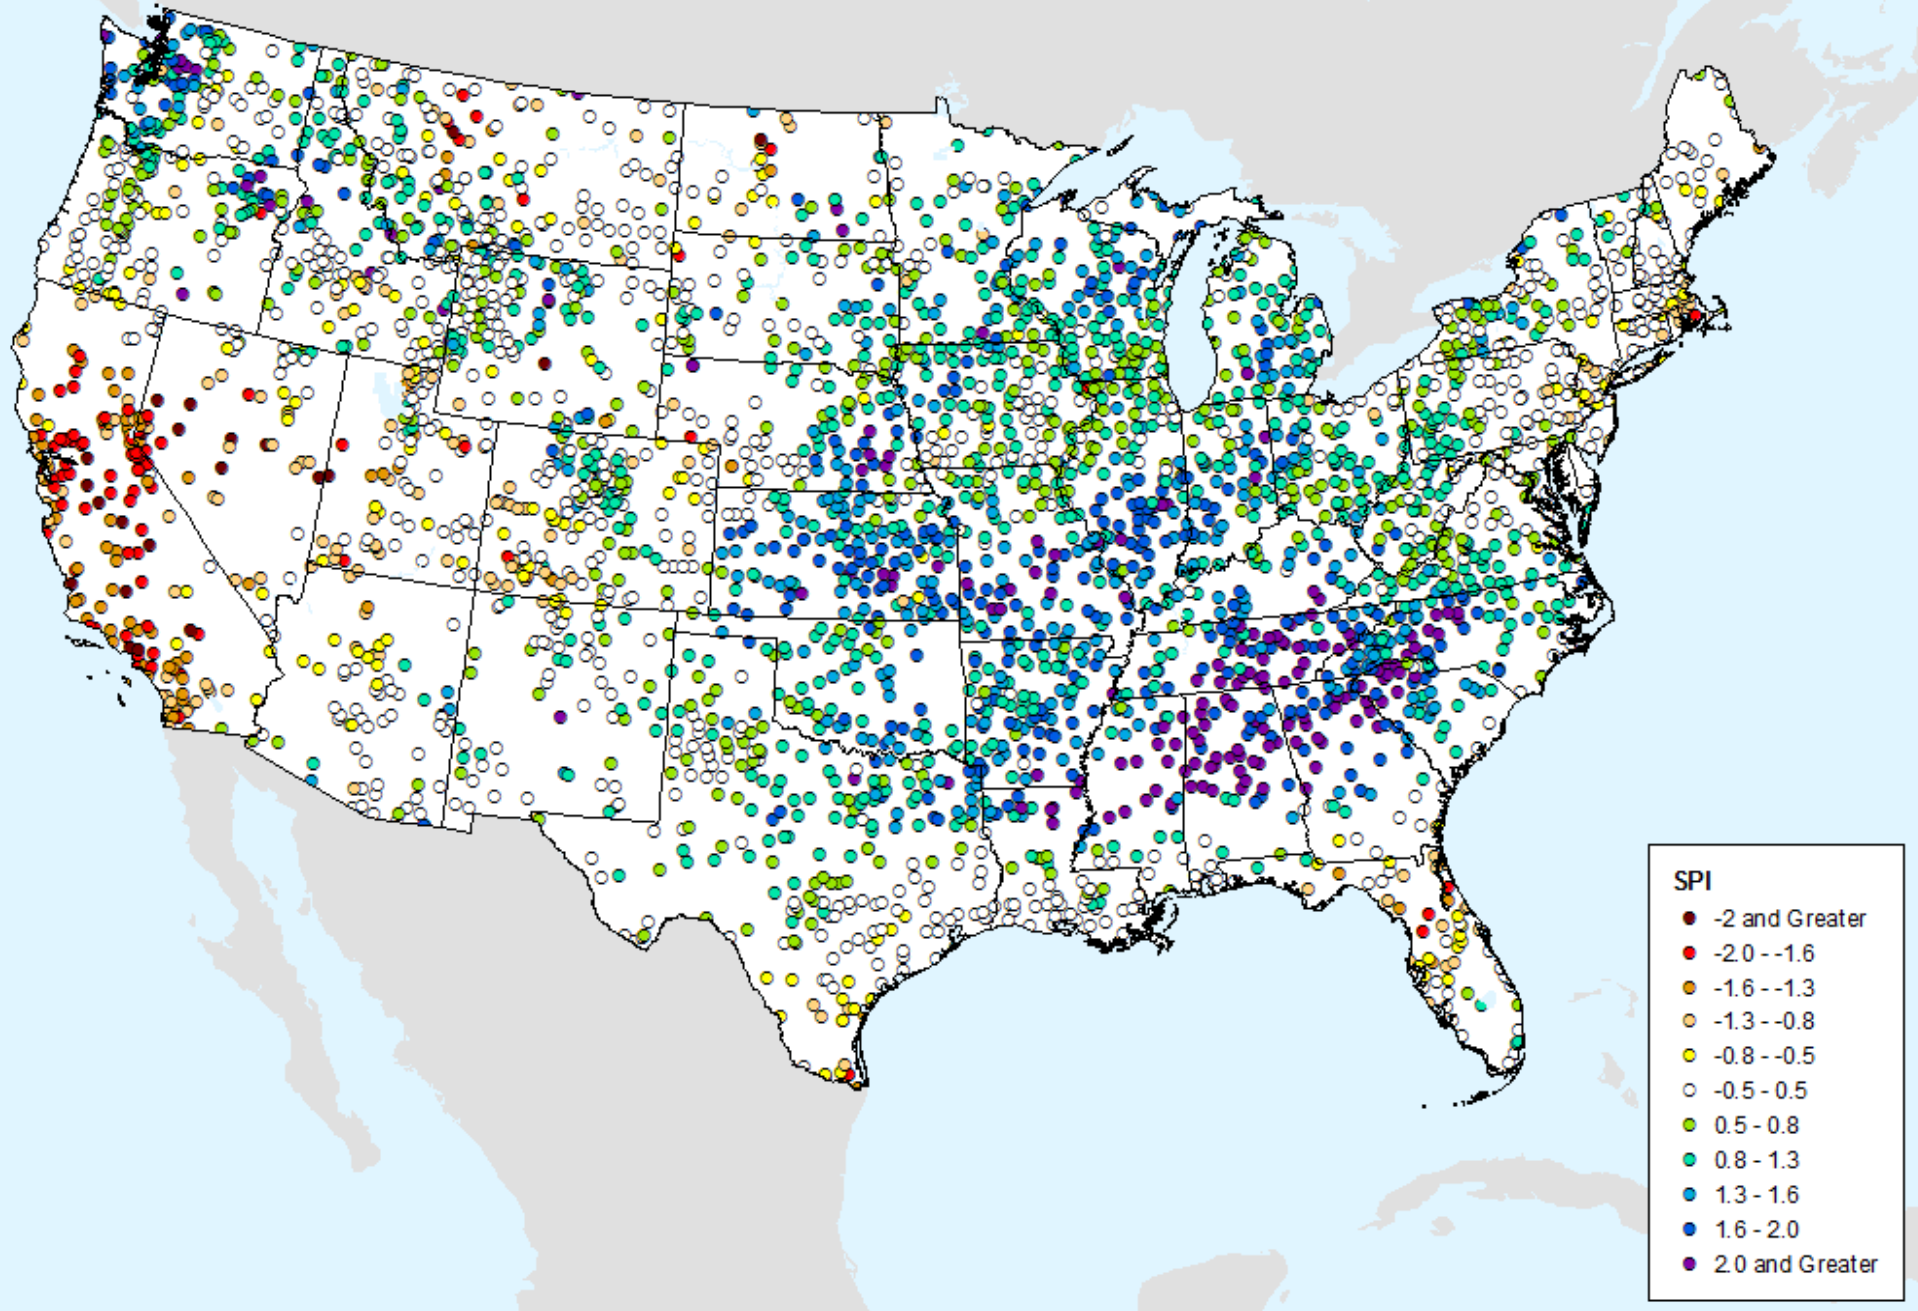 SPI
-2 and Greater
-2.0 - -1.6
-1.6 - -1.3
-1.3 - -0.8
-0.8 - -0.5
-0.5 - 0.5
0.5 - 0.8
0.8 - 1.3
1.3 - 1.6
1.6 - 2.0
2.0 and Greater